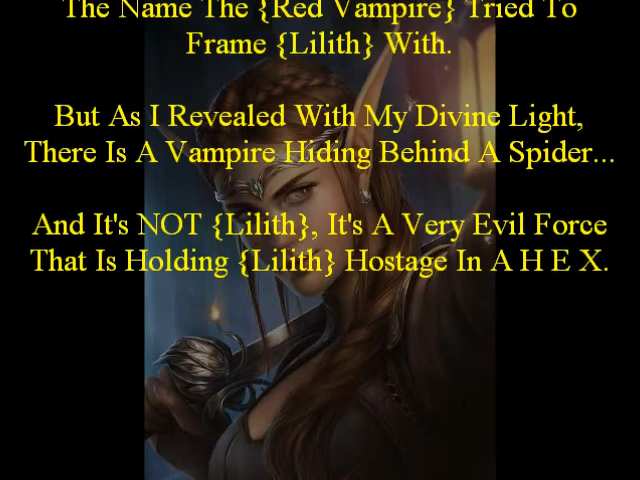 The Name The {Red Vampire} Tried To
Frame {Lilith} With.
But As I Revealed With My Divine Light,
There Is A Vampire Hiding Behind A Spider...
And It's NOT {Lilith}, It's A Very Evil Force
That Is Holding {Lilith} Hostage In A H E X.